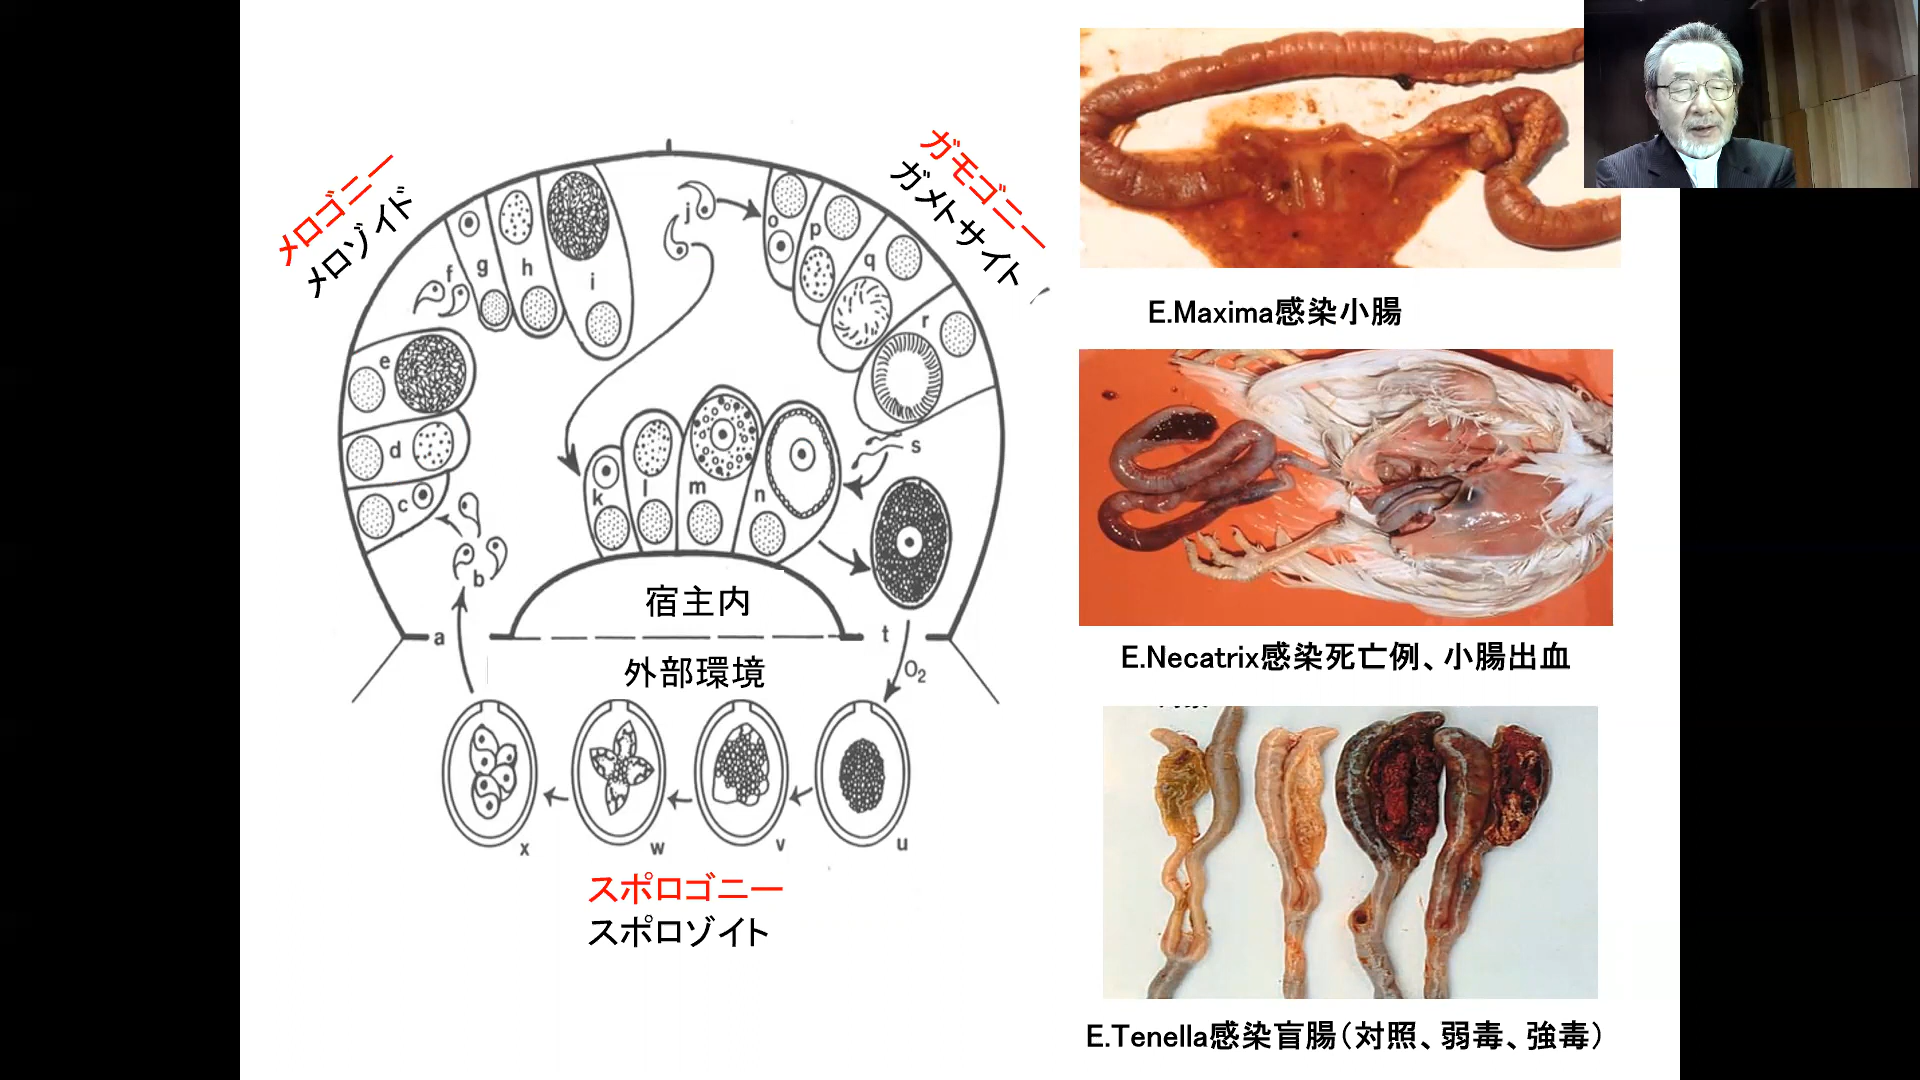 メロゴニー
メロゾイド
ガモゴニー
ガメトサイト
f
g
h
i
j
p
q
r
e
d
c
b
k
l
m
n
s
a
t
宿主内
外部環境
O₂
x
w
v
u
スポロゴニー
スポロゾイト
E.Maxima感染小腸
E.Necatrix感染死亡例、小腸出血
E.Tenella感染盲腸（対照、弱毒、強毒）